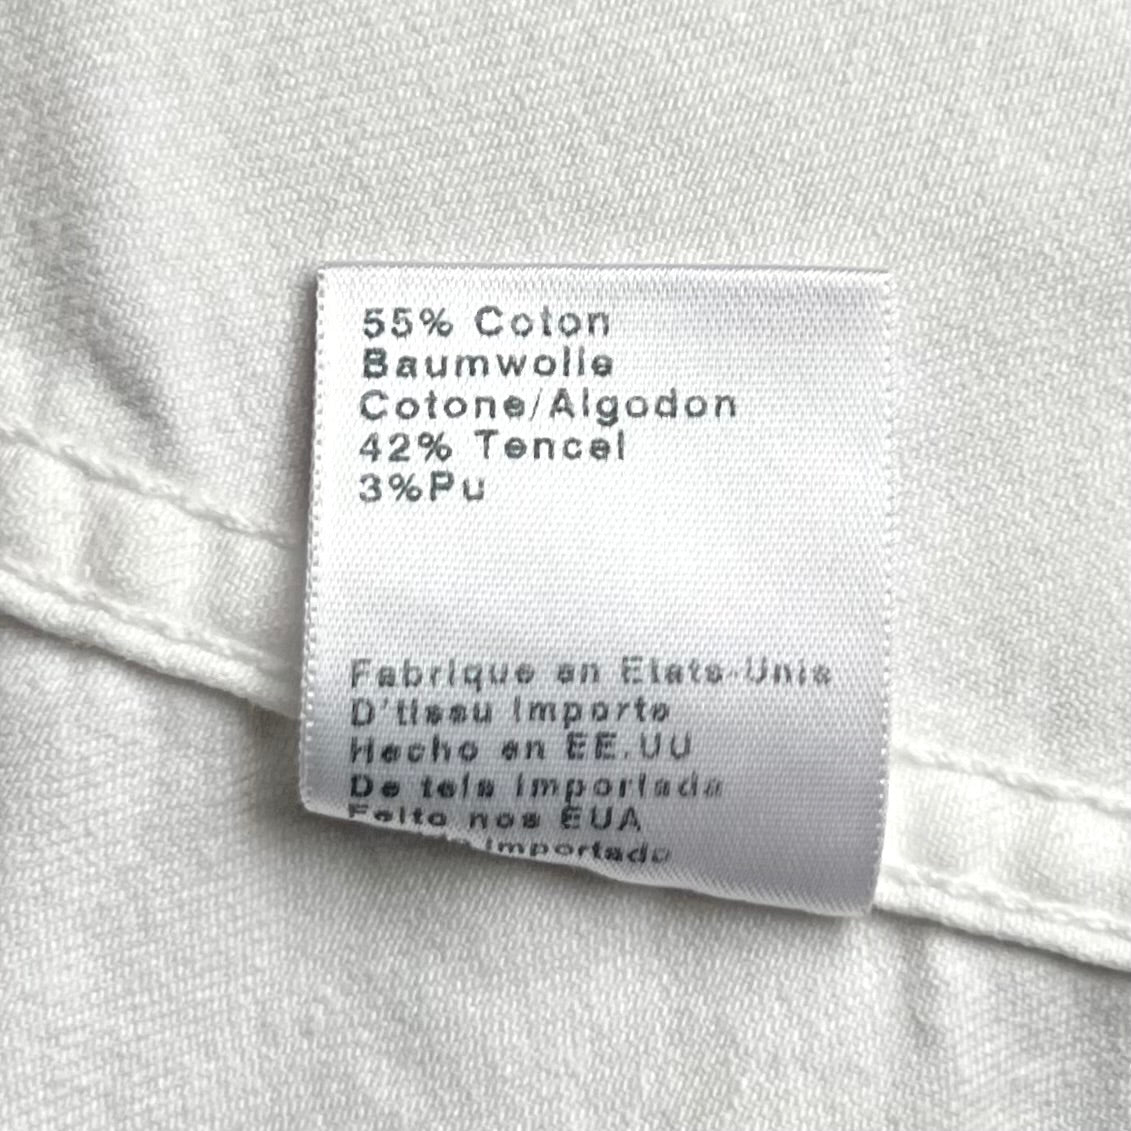 55% Coton
Baumwolle
Cotone/Algodon
42% Tencel
3%Pu
Fabrique en Etats-Unis
D'tissu Importe
Hecho en EE.UU
De tela Importada
Feito nos EUA
Importado